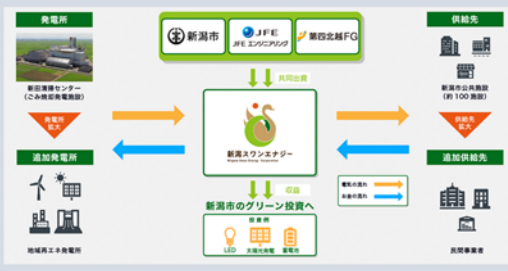 発電所
新田清掃センター
(ごみ焼却発電施設)
発電所
拡大
追加発電所
地域再エネ発電所
新潟市
JFE
JFE エンジニアリング
第四北越FG
共同出資
新潟スワンエナジー
Niigata Swan Energy Corporation
収益
新潟市のグリーン投資へ
投資例
LED
太陽光発電
蓄電池
電気の流れ
お金の流れ
供給先
新潟市公共施設
(約100施設)
供給先
拡大
追加供給先
民間事業者